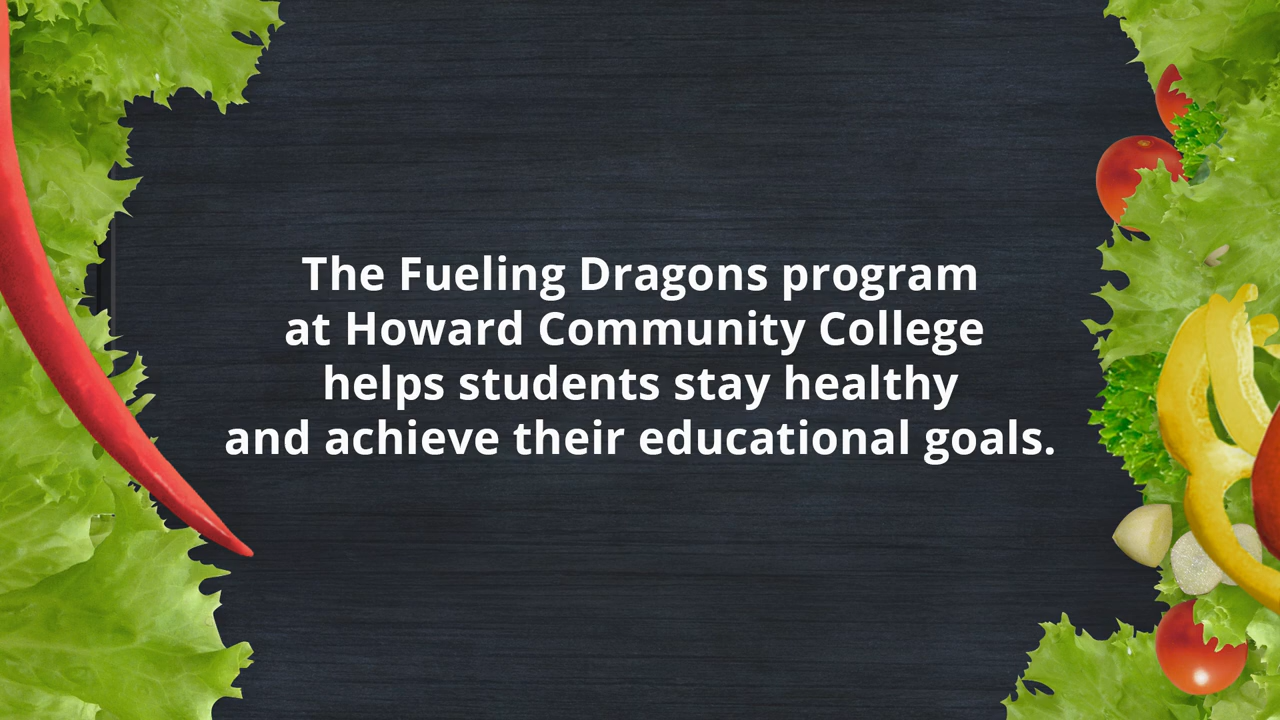 The Fueling Dragons program
at Howard Community College
helps students stay healthy
and achieve their educational goals.